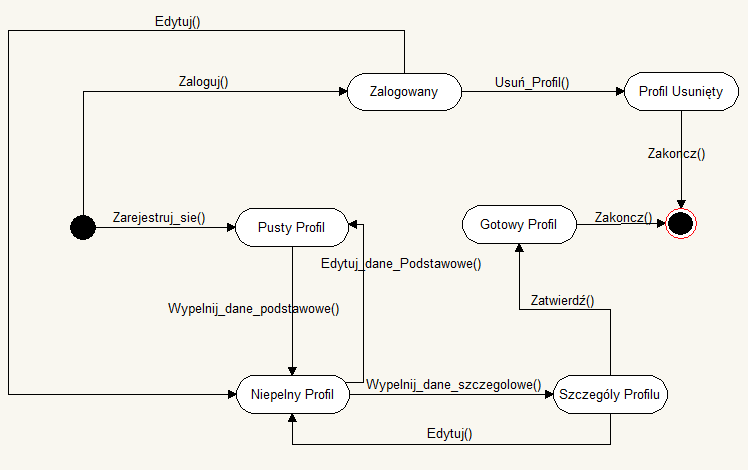 Edytuj()
Zaloguj()
Zalogowany
Usuń_Profil()
Profil Usunięty
Zakoncz()
Zarejestruj_sie()
Pusty Profil
Gotowy Profil
Zakoncz()
Edytuj_dane_Podstawowe()
Wypelnij_dane_podstawowe()
Zatwierdź()
Niepelny Profil
Wypelnij_dane_szczegolowe()
Szczególy Profilu
Edytuj()